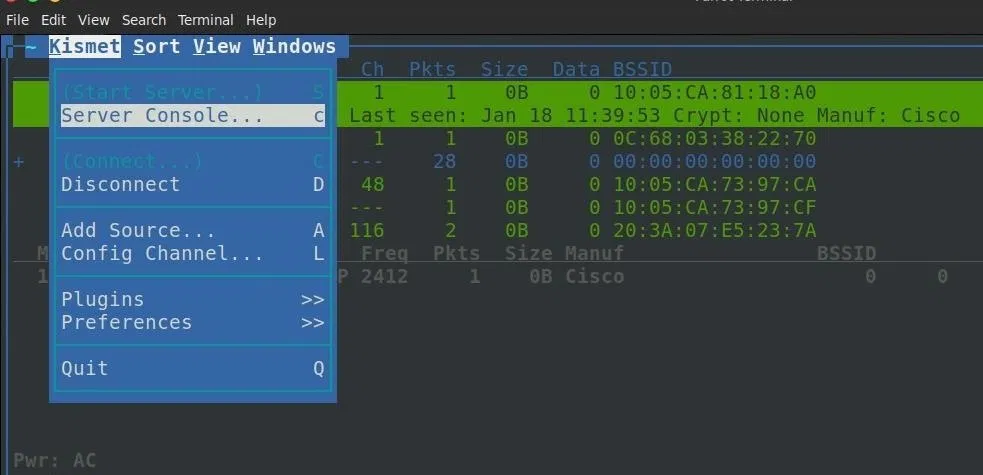 File Edit View Search Terminal Help
~ Kismet Sort View Windows
Ch Pkts Size Data BSSID
(Start Server...) S 1 1 0B 0 10:05:CA:81:18:A0
Server Console... c Last seen: Jan 18 11:39:53 Crypt: None Manuf: Cisco
1 1 0B 0 0C:68:03:38:22:70
+ (Connect...) C --- 28 0B 0 00:00:00:00:00:00
Disconnect D 48 1 0B 0 10:05:CA:73:97:CA
--- 1 0B 0 10:05:CA:73:97:CF
Add Source... A 116 2 0B 0 20:3A:07:E5:23:7A
M Config Channel... L Freq Pkts Size Manuf BSSID
1 P 2412 1 0B Cisco 0 0
Plugins >>
Preferences >>
Quit Q
Pwr: AC